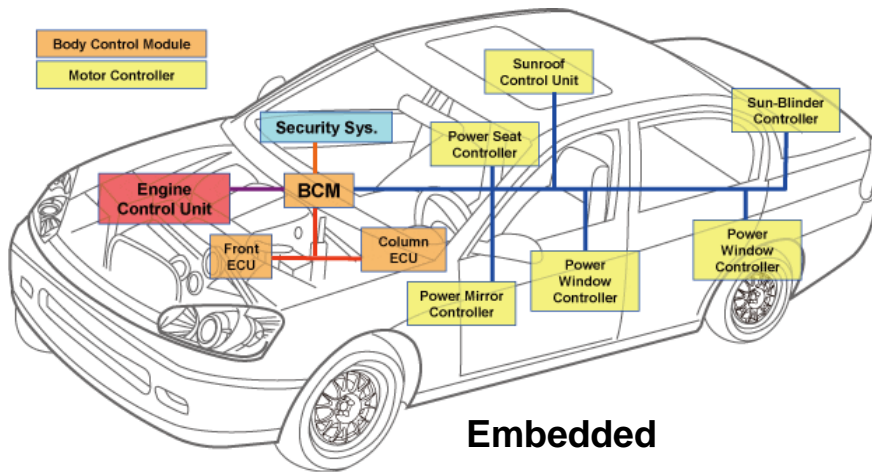 Body Control Module
Motor Controller
Sunroof
Control Unit
Sun-Blinder
Controller
Security Sys.
Power Seat
Controller
Engine
Control Unit
BCM
Front
ECU
Column
ECU
Power Mirror
Controller
Power
Window
Controller
Power
Window
Controller
Embedded